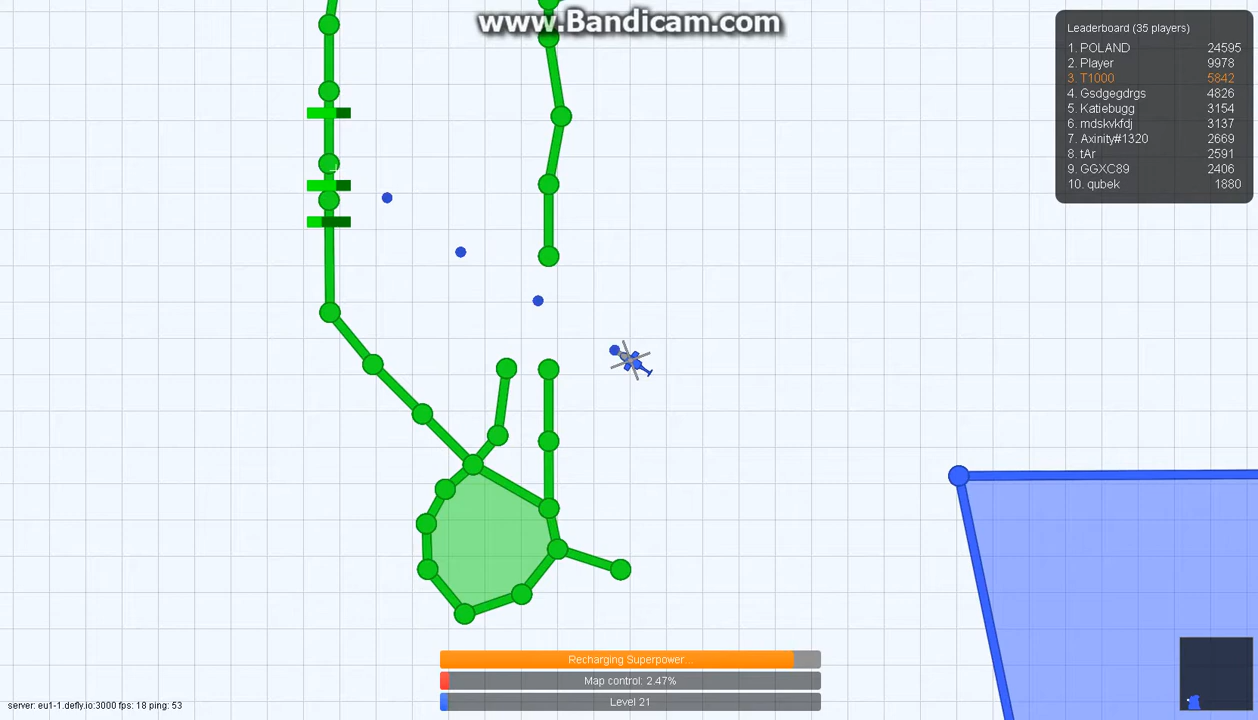 www.Bandicam.com
Leaderboard (35 players)
1. POLAND 24595
2. Player 9978
3. T1000 5842
4. Gsdgegdrgs 4826
5. Katiebugg 3154
6. mdskvkfdj 3137
7. Axinity#1320 2669
8. tAr 2591
9. GGXC89 2406
10. qubek 1880
Recharging Superpower...
Map control: 2.47%
Level 21
server: eu1-1.defly.io:3000 fps: 18 ping: 53